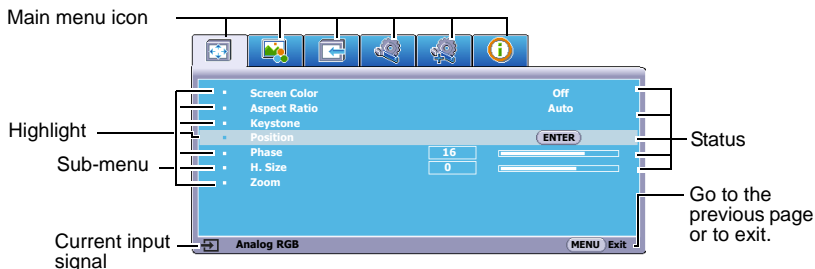 Main menu icon
Screen Color Off
Aspect Ratio Auto
Keystone
Highlight
Position ENTER
Status
Phase 16
Sub-menu
H. Size 0
Zoom
Go to the
previous page
or to exit.
Current input
signal
Analog RGB MENU Exit